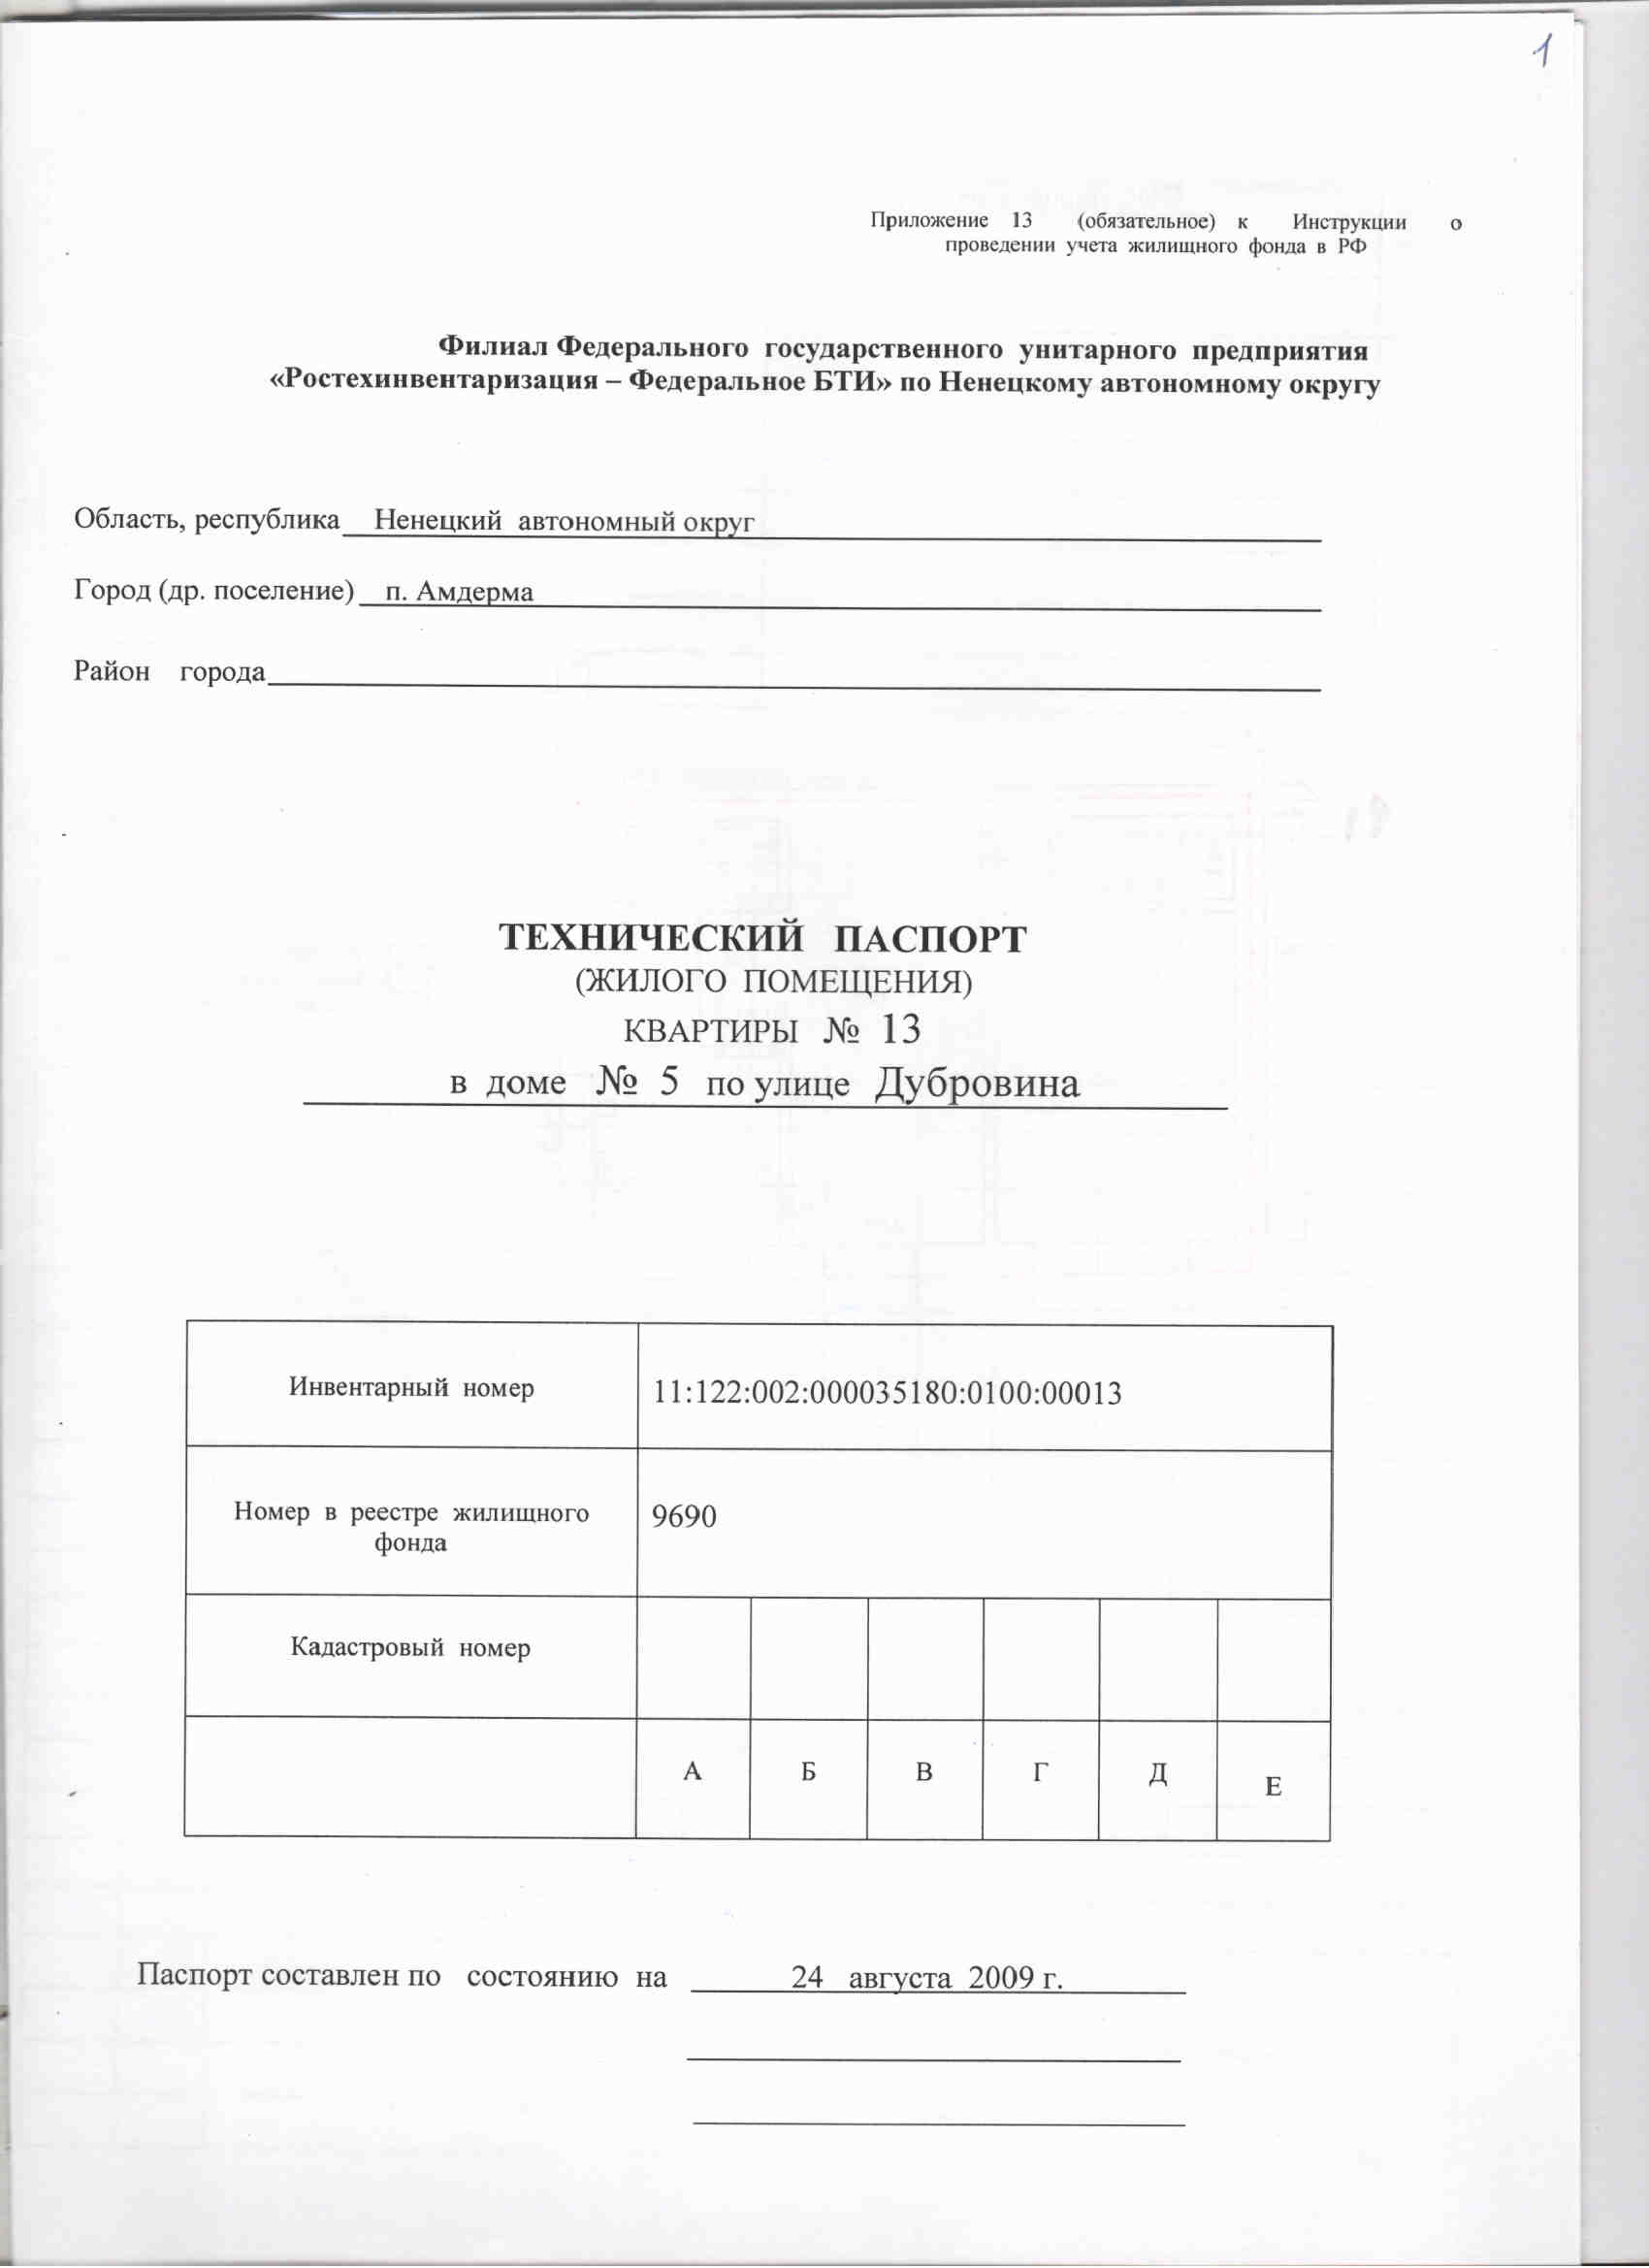 1
Приложение 13 (обязательное) к Инструкции о
проведении учета жилищного фонда в РФ
Филиал Федерального государственного унитарного предприятия
«Ростехинвентаризация – Федеральное БТИ» по Ненецкому автономному округу
Область, республика Ненецкий автономный округ
Город (др. поселение) п. Амдерма
Район города
ТЕХНИЧЕСКИЙ ПАСПОРТ
(ЖИЛОГО ПОМЕЩЕНИЯ)
КВАРТИРЫ № 13
в доме № 5 по улице Дубровина
Инвентарный номер 11:122:002:000035180:0100:00013
Номер в реестре жилищного 9690
фонда
Кадастровый номер
А Б В Г Д Е
Паспорт составлен по состоянию на 24 августа 2009 г.